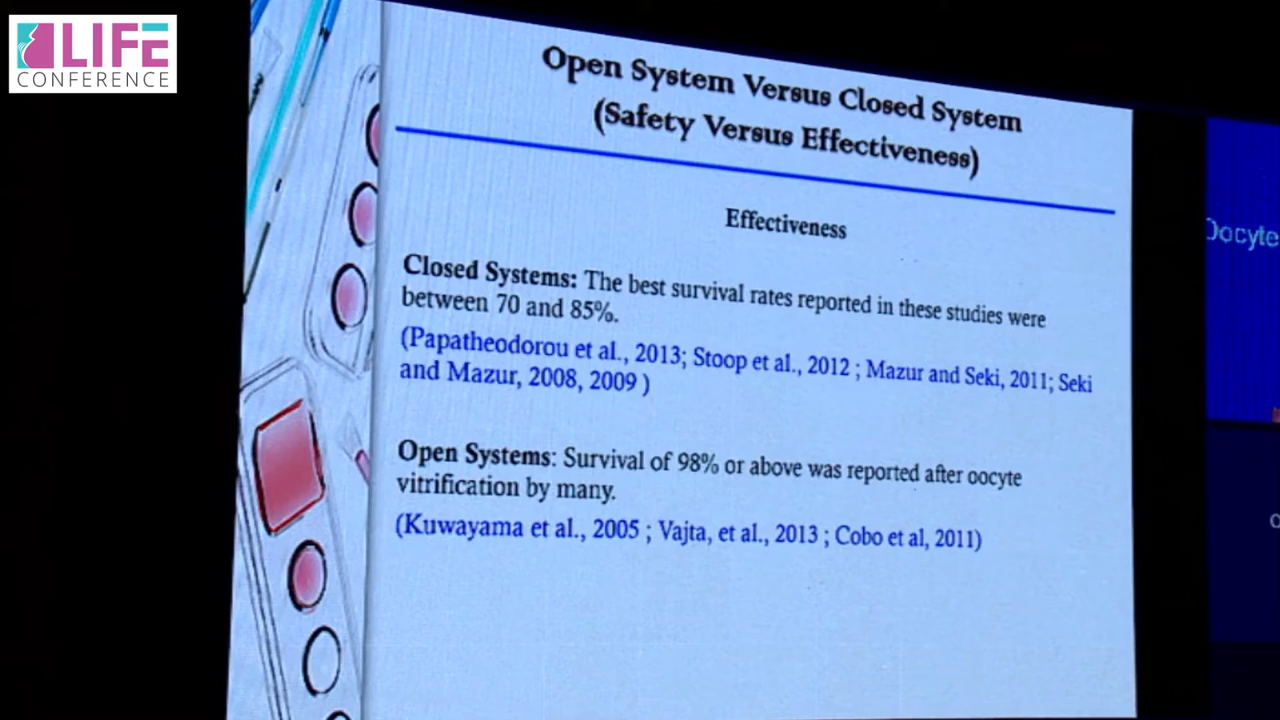 LIFE
CONFERENCE
Open System Versus Closed System
(Safety Versus Effectiveness)
Effectiveness
Closed Systems: The best survival rates reported in these studies were
between 70 and 85%.
(Papatheodorou et al., 2013; Stoop et al., 2012 ; Mazur and Seki, 2011; Seki
and Mazur, 2008, 2009 )
Open Systems: Survival of 98% or above was reported after oocyte
vitrification by many.
(Kuwayama et al., 2005 ; Vajta, et al., 2013 ; Cobo et al, 2011)
Oocyte